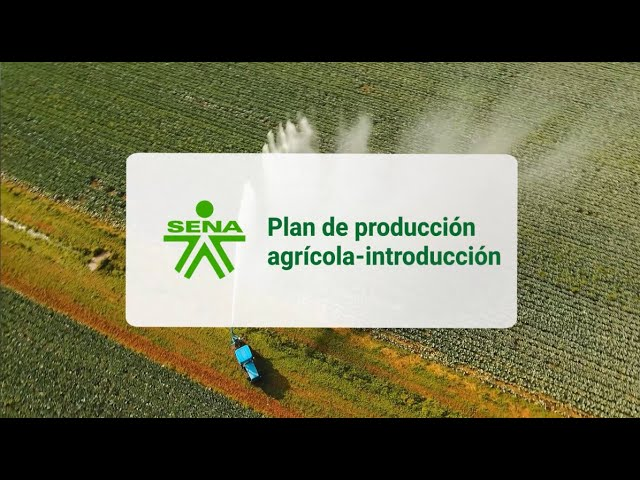 SENA
Plan de producción
agrícola-introducción